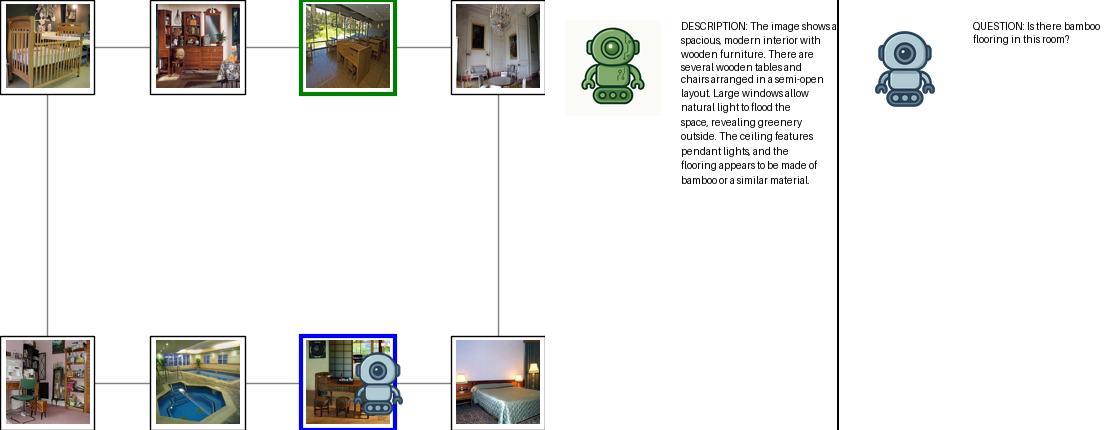 DESCRIPTION: The image shows a
spacious, modern interior with
wooden furniture. There are
several wooden tables and
chairs arranged in a semi-open
layout. Large windows allow
natural light to flood the
space, revealing greenery
outside. The ceiling features
pendant lights, and the
flooring appears to be made of
bamboo or a similar material.
QUESTION: Is there bamboo
flooring in this room?